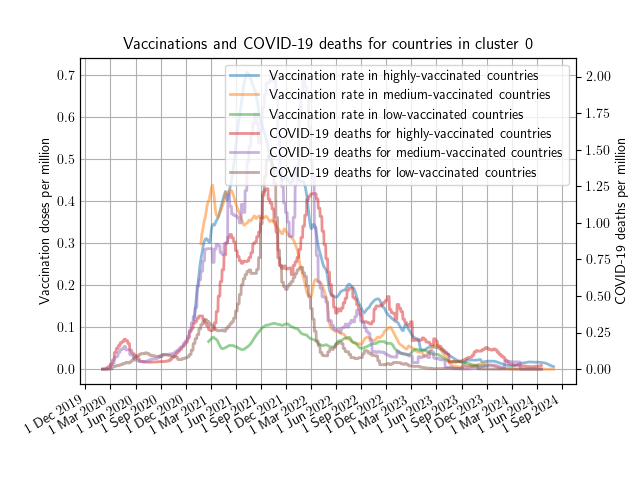 Vaccinations and COVID-19 deaths for countries in cluster 0
Vaccination rate in highly-vaccinated countries
Vaccination rate in medium-vaccinated countries
Vaccination rate in low-vaccinated countries
COVID-19 deaths for highly-vaccinated countries
COVID-19 deaths for medium-vaccinated countries
COVID-19 deaths for low-vaccinated countries
Vaccination doses per million
0.7
0.6
0.5
0.4
0.3
0.2
0.1
0.0
COVID-19 deaths per million
2.00
1.75
1.50
1.25
1.00
0.75
0.50
0.25
0.00
1 Dec 2019
1 Mar 2020
1 Jun 2020
1 Sep 2020
1 Dec 2020
1 Mar 2021
1 Jun 2021
1 Sep 2021
1 Dec 2021
1 Mar 2022
1 Jun 2022
1 Sep 2022
1 Dec 2022
1 Mar 2023
1 Jun 2023
1 Sep 2023
1 Dec 2023
1 Mar 2024
1 Jun 2024
1 Sep 2024